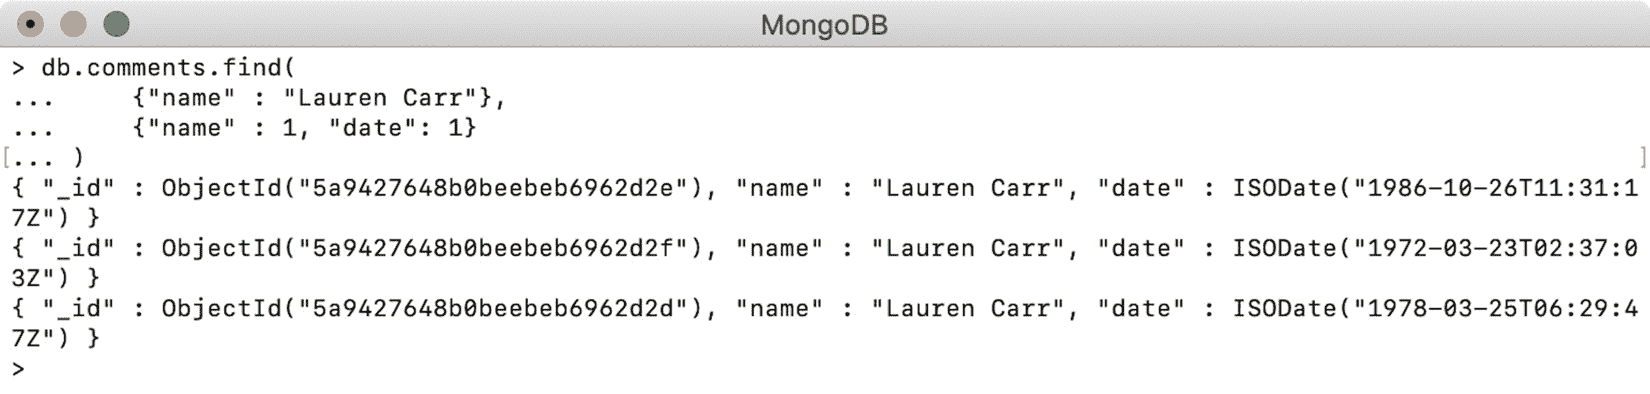 MongoDB
> db.comments.find(
...     {"name" : "Lauren Carr"},
...     {"name" : 1, "date": 1}
[... )                                                                                                     ]
{ "_id" : ObjectId("5a9427648b0beebeb6962d2e"), "name" : "Lauren Carr", "date" : ISODate("1986-10-26T11:31:1
7Z") }
{ "_id" : ObjectId("5a9427648b0beebeb6962d2f"), "name" : "Lauren Carr", "date" : ISODate("1972-03-23T02:37:0
3Z") }
{ "_id" : ObjectId("5a9427648b0beebeb6962d2d"), "name" : "Lauren Carr", "date" : ISODate("1978-03-25T06:29:4
7Z") }
>